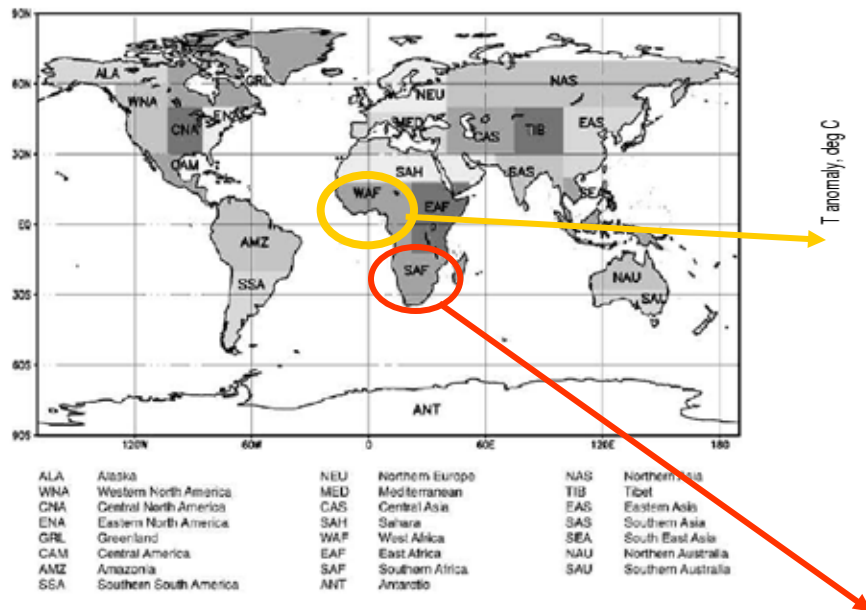 90N
60N
30N
EQ
30S
60S
90S
ALA
GRL
WNA
CNA
CAM
NEU
NAS
MED
CAS
TIB
EAS
SAH
SAS
WAF
EAF
AMZ
SAF
SSA
NAU
ANT
120W
60W
0
60E
120E
180
T anomaly, deg C
ALA Alaska
WNA Western North America
CNA Central North America
ENA Eastern North America
GRL Greenland
CAM Central America
AMZ Amazonia
SSA Southern South America
NEU Northern Europe
MED Mediterranean
CAS Central Asia
SAH Sahara
WAF West Africa
EAF East Africa
SAF Southern Africa
ANT Antarctic
NAS Northern Asia
TIB Tibet
EAS Eastern Asia
SAS Southern Asia
SEA South East Asia
NAU Northern Australia
SAU Southern Australia